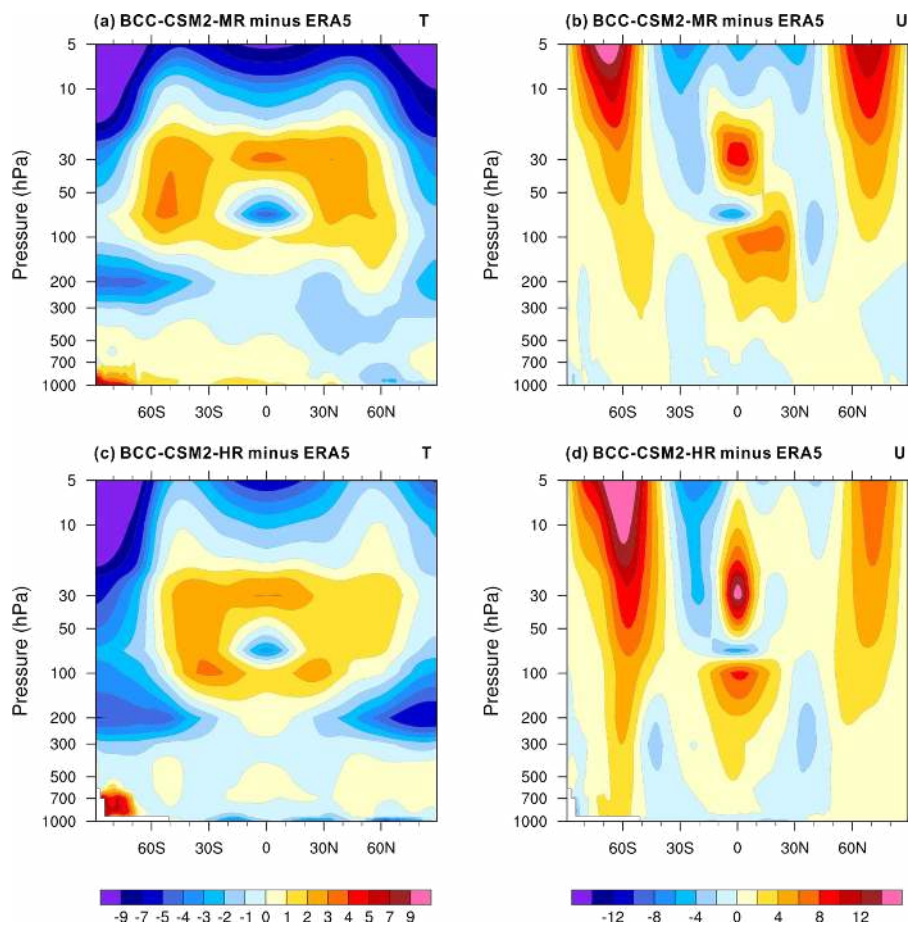 (a) BCC-CSM2-MR minus ERA5 T
(b) BCC-CSM2-MR minus ERA5 U
Pressure (hPa)
5
10
30
50
100
200
300
500
700
1000
60S 30S 0 30N 60N
Pressure (hPa)
5
10
30
50
100
200
300
500
700
1000
60S 30S 0 30N 60N
(c) BCC-CSM2-HR minus ERA5 T
(d) BCC-CSM2-HR minus ERA5 U
Pressure (hPa)
5
10
30
50
100
200
300
500
700
1000
60S 30S 0 30N 60N
Pressure (hPa)
5
10
30
50
100
200
300
500
700
1000
60S 30S 0 30N 60N
-9 -7 -5 -4 -3 -2 -1 0 1 2 3 4 5 7 9
-12 -8 -4 0 4 8 12